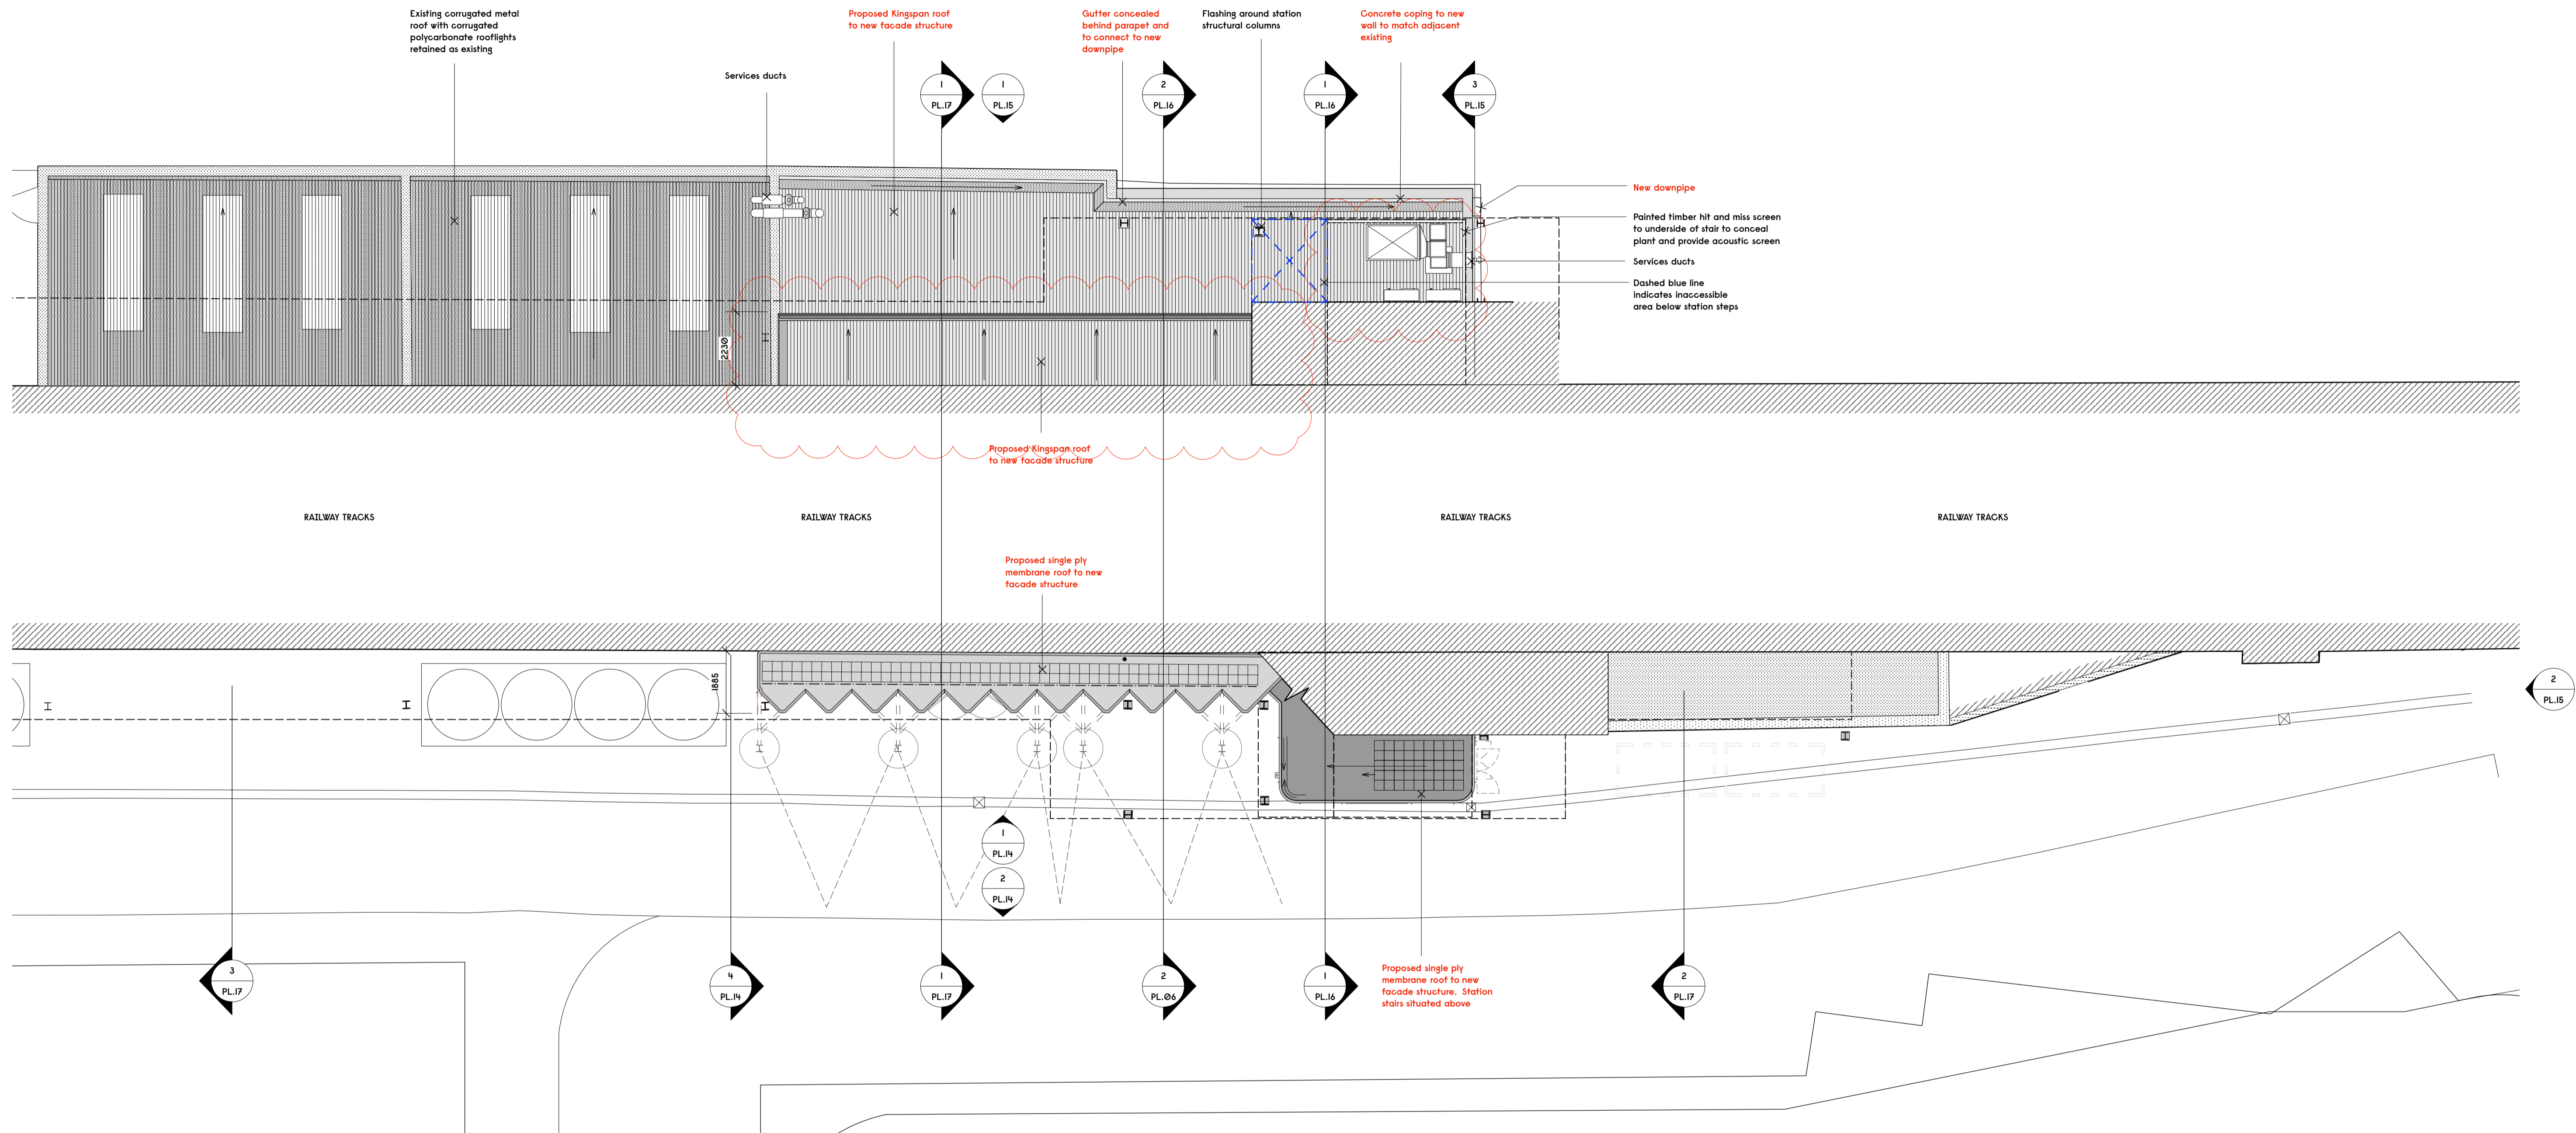 Existing corrugated metal
roof with corrugated
polycarbonate rooflights
retained as existing
Services ducts
Proposed Kingspan roof
to new facade structure
Gutter concealed
behind parapet and
to connect to new
downpipe
Flashing around station
structural columns
Concrete coping to new
wall to match adjacent
existing
1
PL.17
1
PL.15
2
PL.16
1
PL.16
3
PL.15
New downpipe
Painted timber hit and miss screen
to underside of stair to conceal
plant and provide acoustic screen
Services ducts
Dashed blue line
indicates inaccessible
area below station steps
2230
Proposed Kingspan roof
to new facade structure
RAILWAY TRACKS
RAILWAY TRACKS
RAILWAY TRACKS
RAILWAY TRACKS
Proposed single ply
membrane roof to new
facade structure
1885
2
PL.15
1
PL.14
2
PL.14
3
PL.17
4
PL.14
1
PL.17
2
PL.06
1
PL.16
2
PL.17
Proposed single ply
membrane roof to new
facade structure. Station
stairs situated above